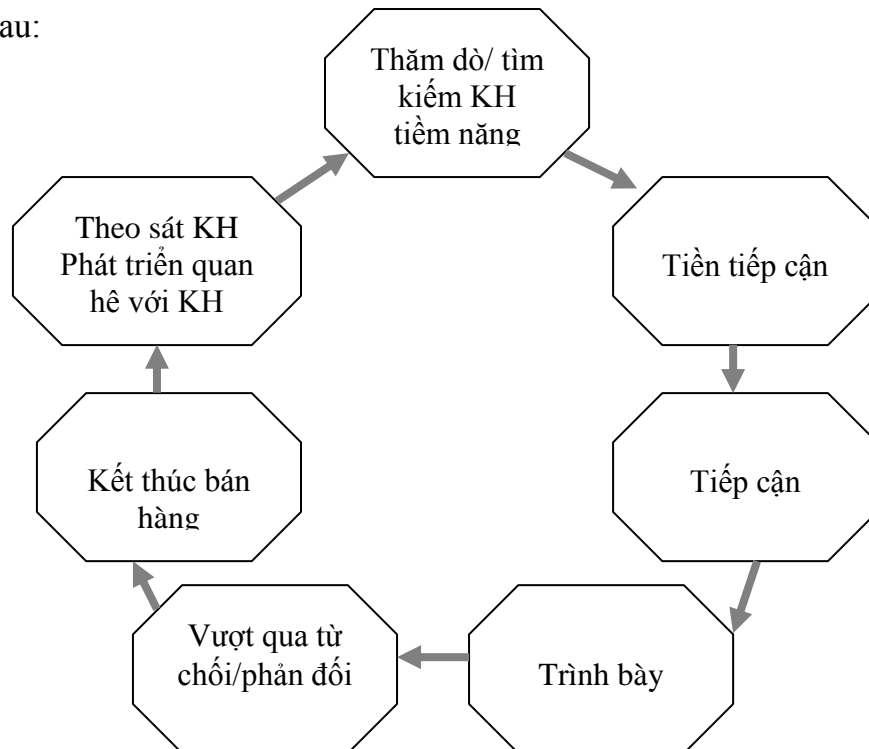 au:
Thăm dò/ tìm
kiếm KH
tiềm năng
Tiền tiếp cận
Tiếp cận
Trình bày
Vượt qua từ
chối/phản đối
Kết thúc bán
hàng
Theo sát KH
Phát triển quan
hê với KH